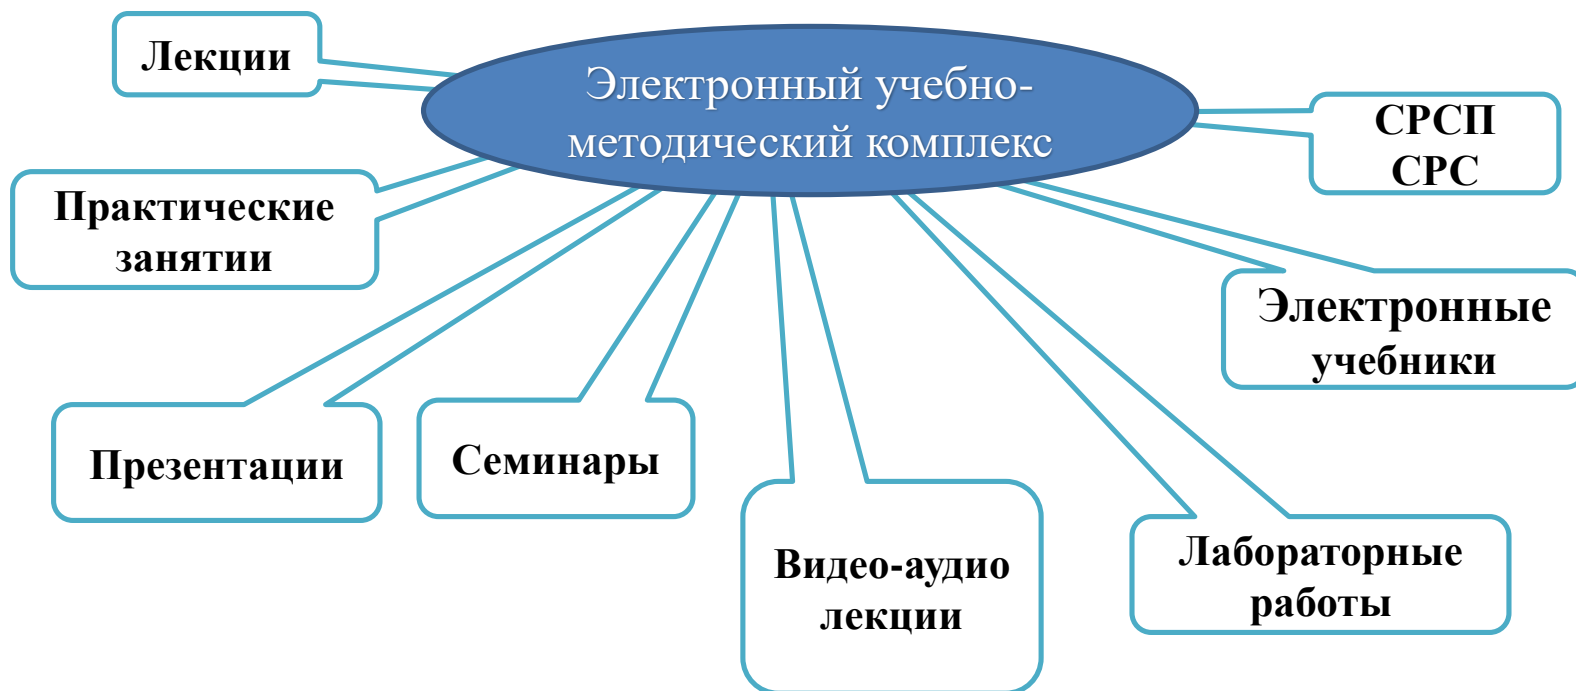 Лекции
Электронный учебно-
методический комплекс
СРСП
СРС
Практические
занятии
Электронные
учебники
Презентации
Семинары
Видео-аудио
лекции
Лабораторные
работы